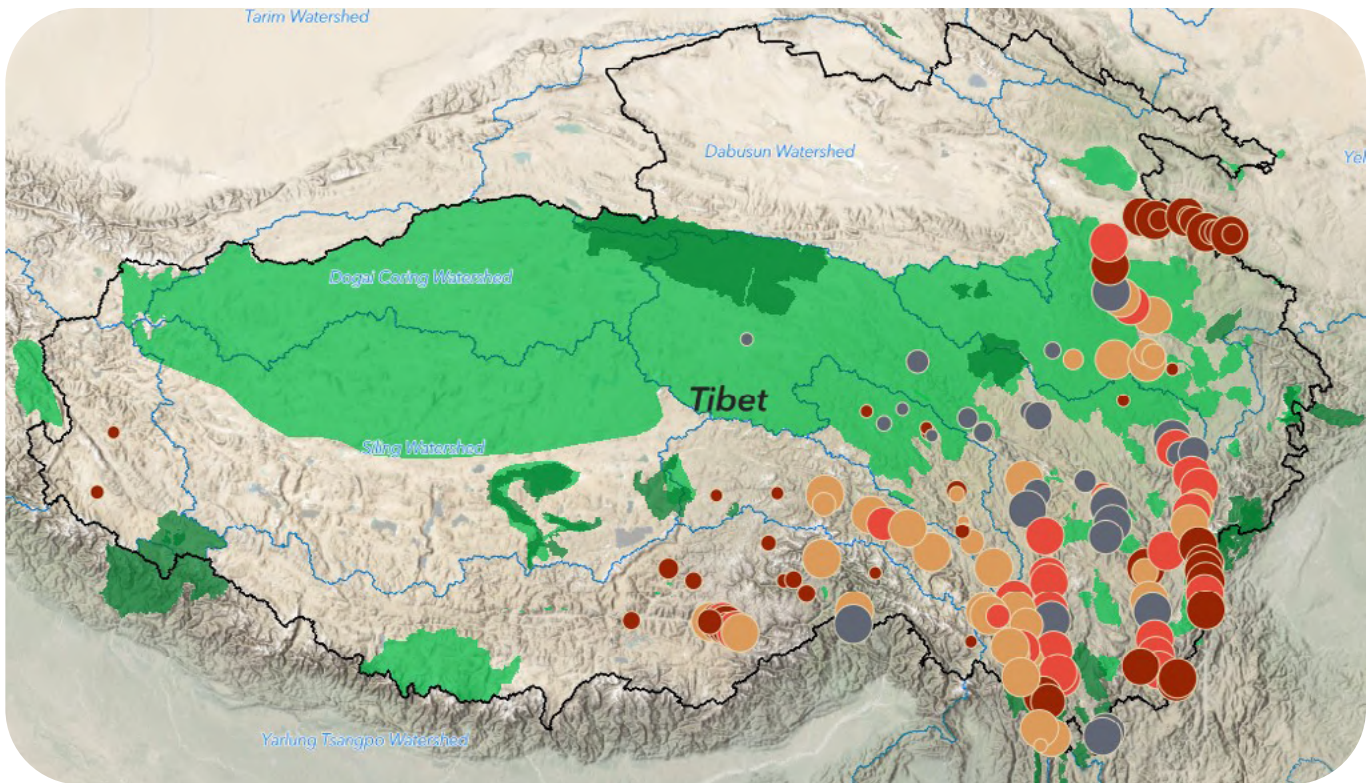 Tarim Watershed
Dabusun Watershed
Dogai Coring Watershed
Tibet
Siling Watershed
Yarlung Tsangpo Watershed